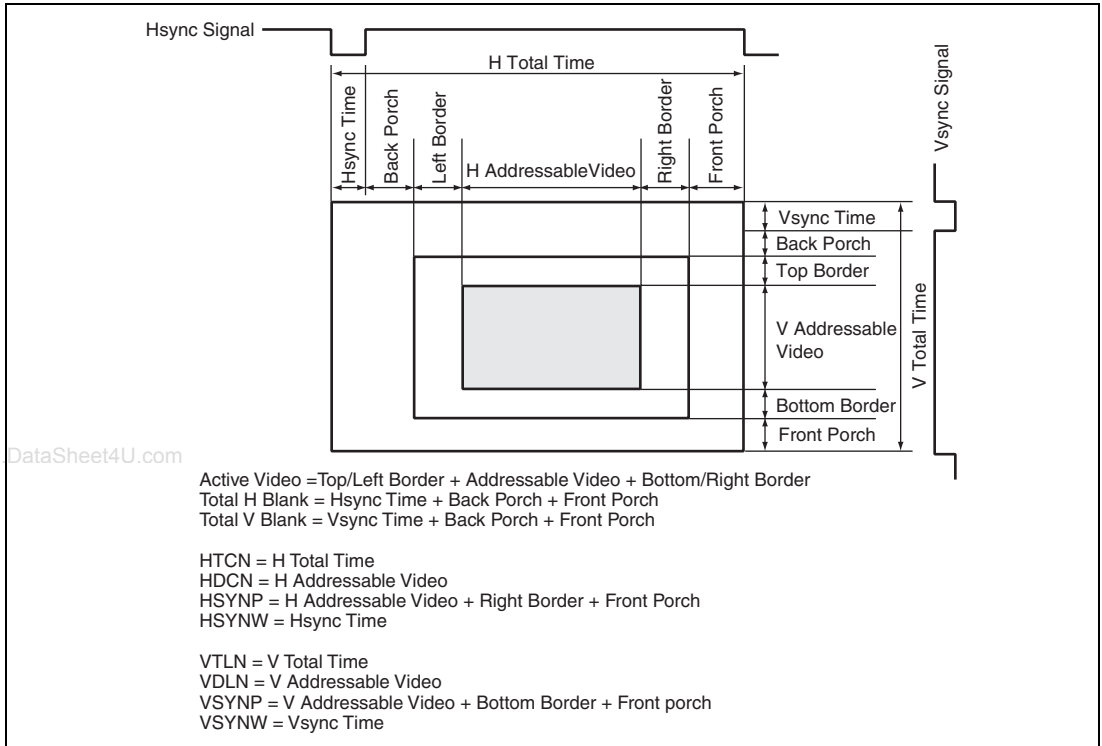 Hsync Signal
H Total Time
Hsync Time
Back Porch
Left Border
H AddressableVideo
Right Border
Front Porch
Vsync Signal
Vsync Time
Back Porch
Top Border
V Addressable
Video
V Total Time
Bottom Border
Front Porch
.DataSheet4U.com
Active Video =Top/Left Border + Addressable Video + Bottom/Right Border
Total H Blank = Hsync Time + Back Porch + Front Porch
Total V Blank = Vsync Time + Back Porch + Front Porch
HTCN = H Total Time
HDCN = H Addressable Video
HSYNP = H Addressable Video + Right Border + Front Porch
HSYNW = Hsync Time
VTLN = V Total Time
VDLN = V Addressable Video
VSYNP = V Addressable Video + Bottom Border + Front porch
VSYNW = Vsync Time